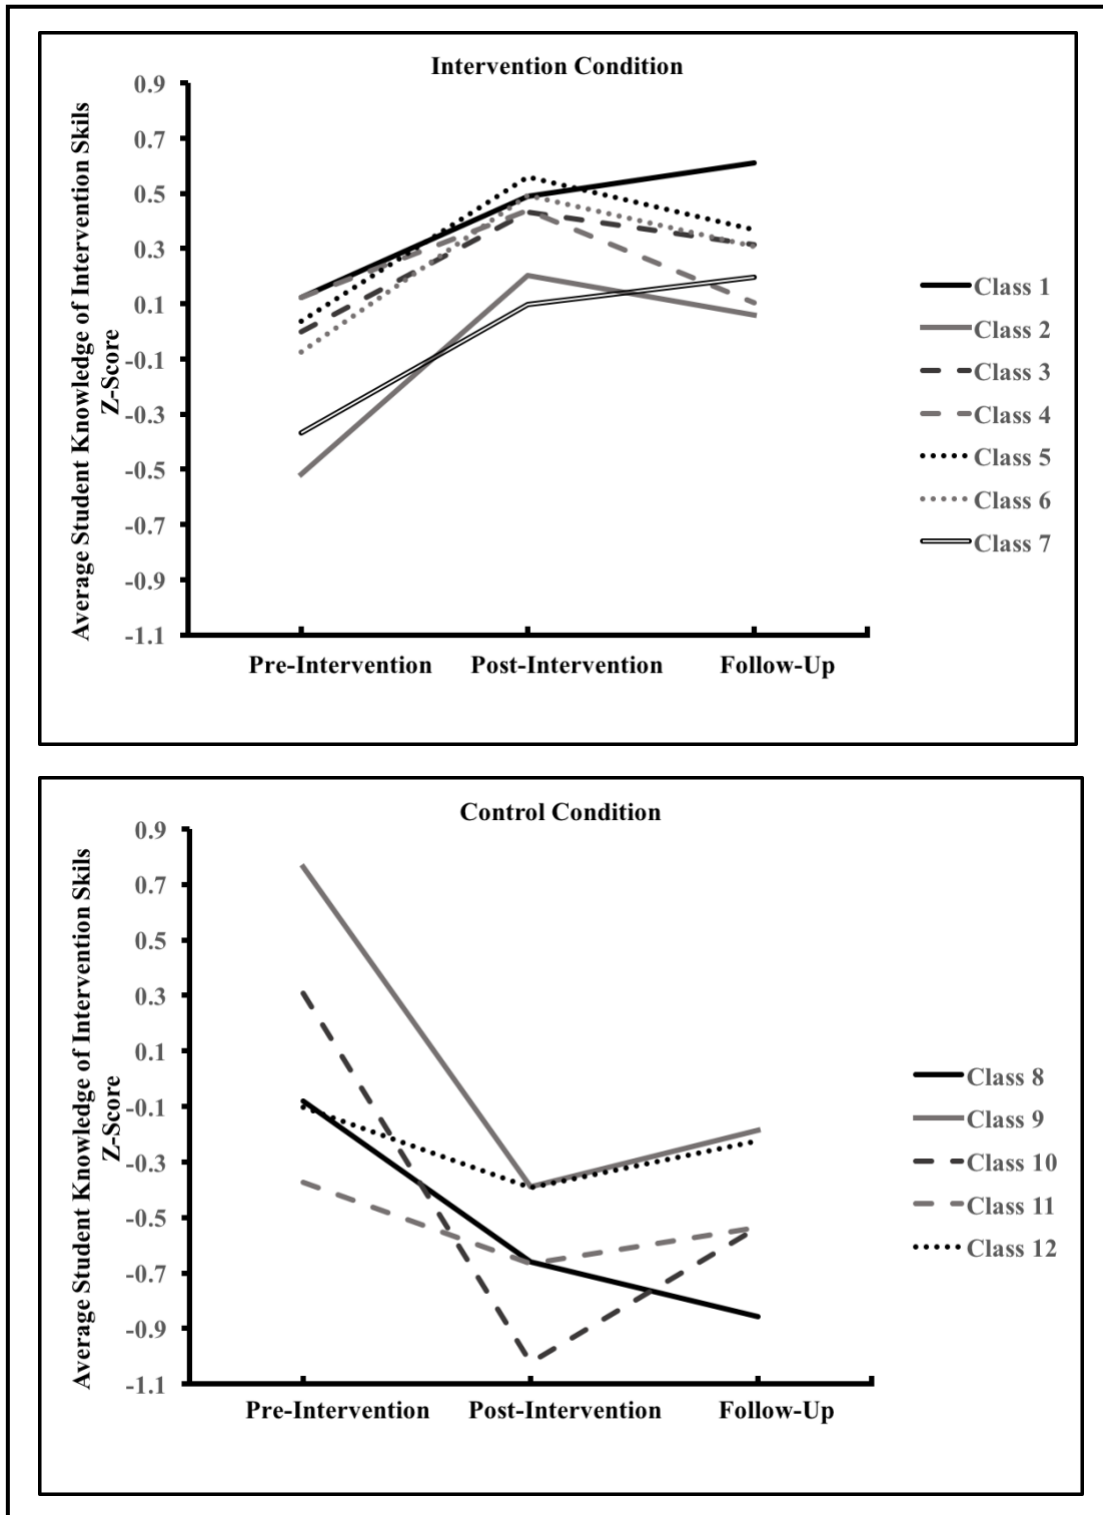 Intervention Condition
Average Student Knowledge of Intervention Skils
Z-Score
0.9
0.7
0.5
0.3
0.1
-0.1
-0.3
-0.5
-0.7
-0.9
-1.1
Pre-Intervention Post-Intervention Follow-Up
Class 1
Class 2
Class 3
Class 4
Class 5
Class 6
Class 7
Control Condition
Average Student Knowledge of Intervention Skils
Z-Score
0.9
0.7
0.5
0.3
0.1
-0.1
-0.3
-0.5
-0.7
-0.9
-1.1
Pre-Intervention Post-Intervention Follow-Up
Class 8
Class 9
Class 10
Class 11
Class 12